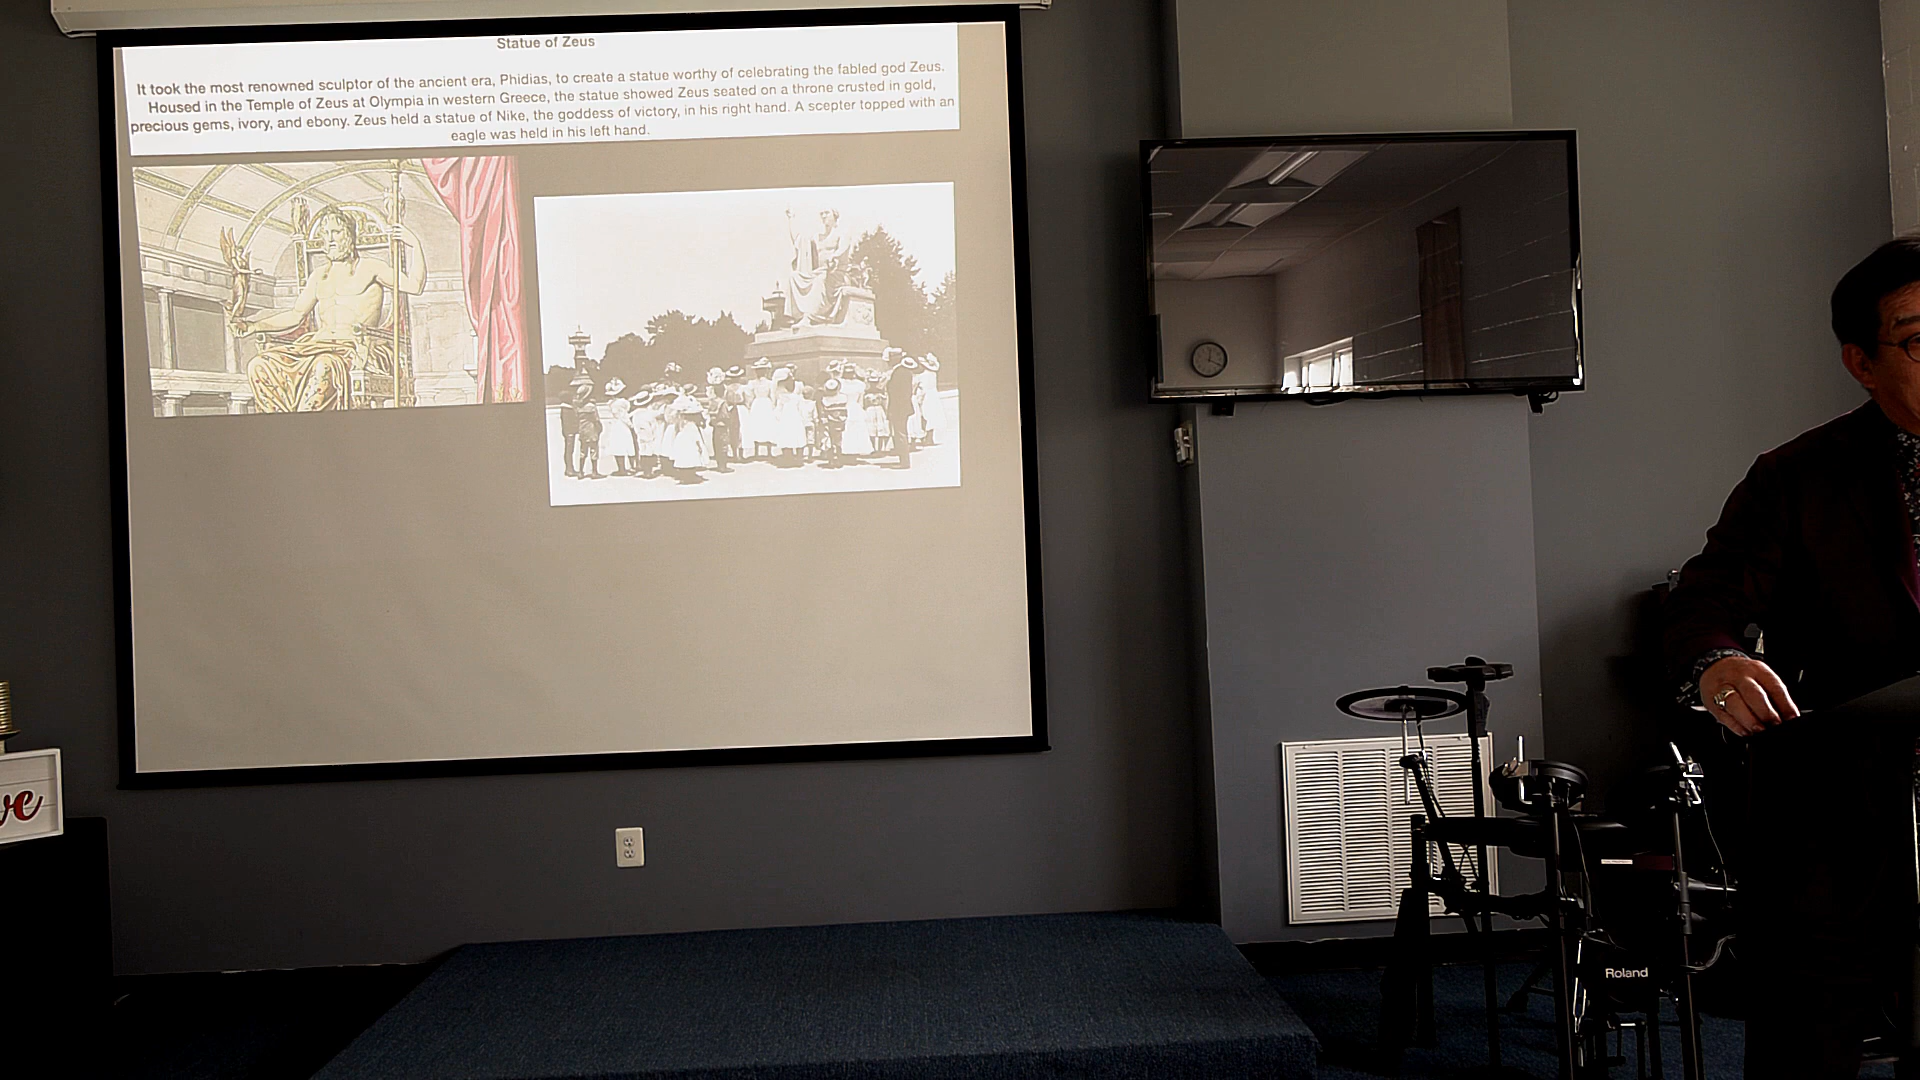 Statue of Zeus
It took the most renowned sculptor of the ancient era, Phidias, to create a statue worthy of celebrating the fabled god Zeus.
Housed in the Temple of Zeus at Olympia in western Greece, the statue showed Zeus seated on a throne crusted in gold,
precious gems, ivory, and ebony. Zeus held a statue of Nike, the goddess of victory, in his right hand. A scepter topped with an
eagle was held in his left hand.
ve
Roland